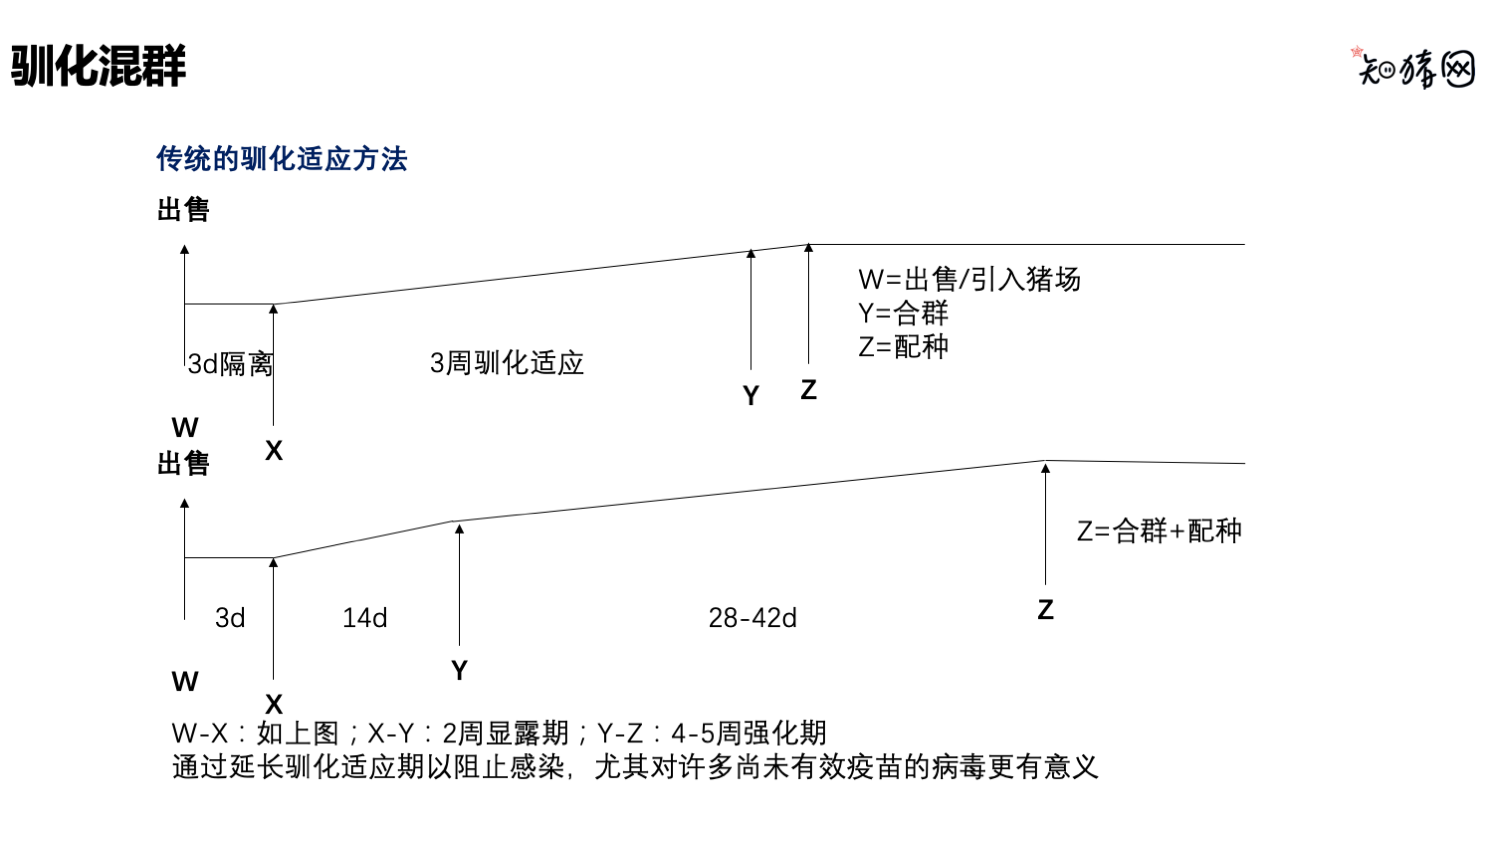 驯化混群
知猪网
传统的驯化适应方法
出售
W=出售/引入猪场
Y=合群
Z=配种
3d隔离
3周驯化适应
Y
Z
W
X
出售
Z=合群+配种
3d
14d
28-42d
Z
Y
W
X
W-X：如上图；X-Y：2周显露期；Y-Z：4-5周强化期
通过延长驯化适应期以阻止感染，尤其对许多尚未有效疫苗的病毒更有意义